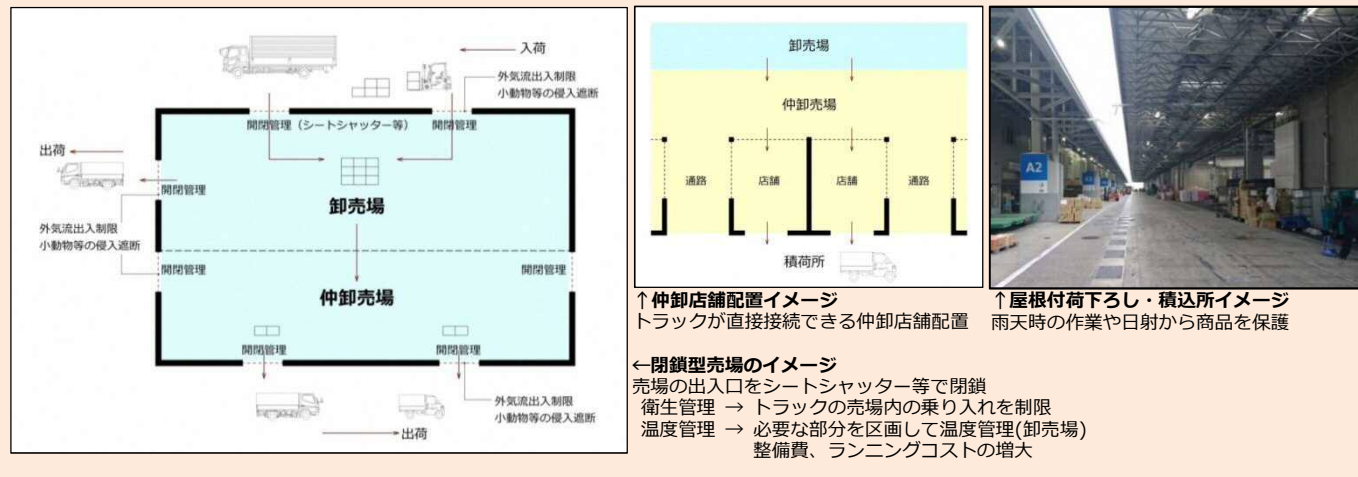 入荷
外気流出入制限
小動物等の侵入遮断
開閉管理（シートシャッター等）
開閉管理
出荷
開閉管理
卸売場
外気流出入制限
小動物等の侵入遮断
開閉管理
開閉管理
仲卸売場
開閉管理
開閉管理
外気流出入制限
小動物等の侵入遮断
出荷
卸売場
仲卸売場
通路
店舗
店舗
通路
積荷所
A2
↑仲卸店舗配置イメージ
トラックが直接接続できる仲卸店舗配置
↑屋根付荷下ろし・積込所イメージ
雨天時の作業や日射から商品を保護
←閉鎖型売場のイメージ
売場の出入口をシートシャッター等で閉鎖
衛生管理 → トラックの売場内の乗り入れを制限
温度管理 → 必要な部分を区画して温度管理(卸売場)
整備費、ランニングコストの増大